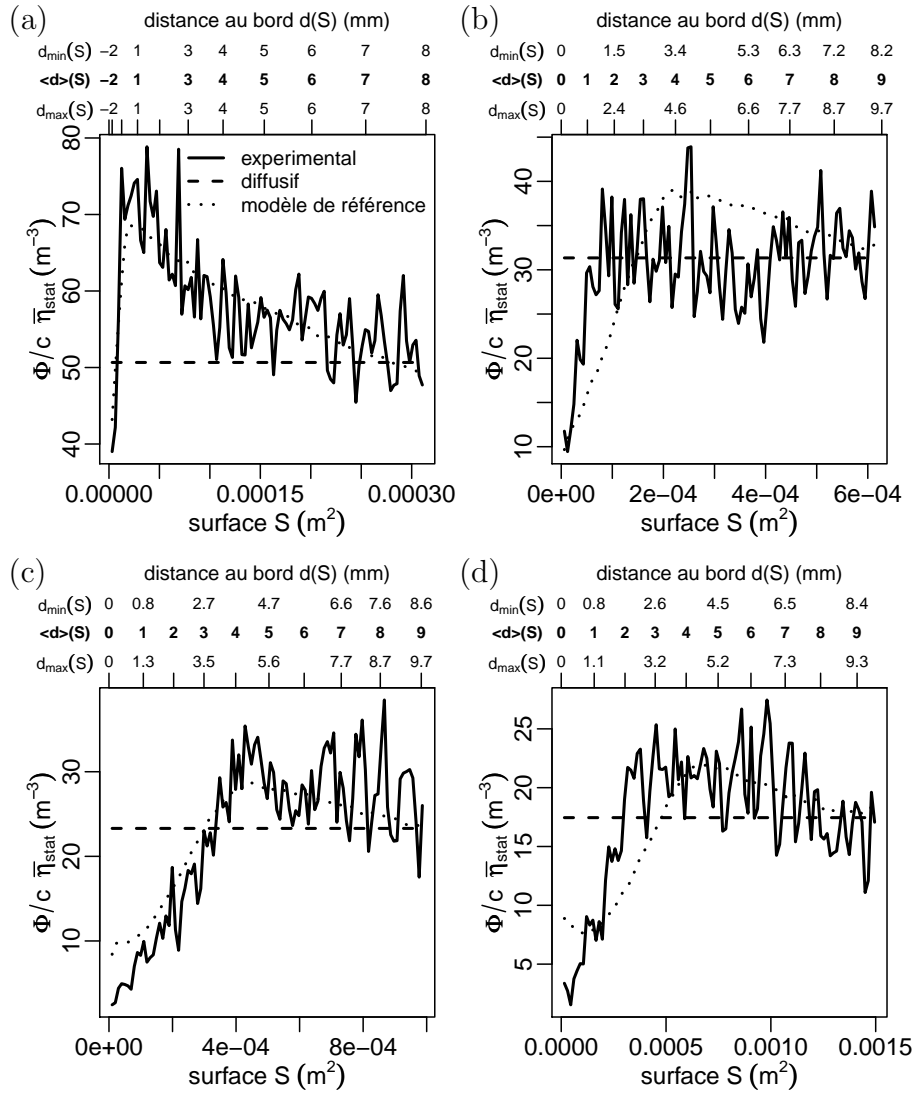 (a)
distance au bord d(S) (mm)
dmin(S) −2 1 3 4 5 6 7 8
<d>(S) −2 1 3 4 5 6 7 8
dmax(S) −2 1 3 4 5 6 7 8
Φ/c η̅stat (m−3)
80
70
60
50
40
experimental
diffusif
modèle de référence
0.00000 0.00015 0.00030
surface S (m2)
(b)
distance au bord d(S) (mm)
dmin(S) 0 1.5 3.4 5.3 6.3 7.2 8.2
<d>(S) 0 1 2 3 4 5 6 7 8 9
dmax(S) 0 2.4 4.6 6.6 7.7 8.7 9.7
Φ/c η̅stat (m−3)
40
30
20
10
0e+00 2e−04 4e−04 6e−04
surface S (m2)
(c)
distance au bord d(S) (mm)
dmin(S) 0 0.8 2.7 4.7 6.6 7.6 8.6
<d>(S) 0 1 2 3 4 5 6 7 8 9
dmax(S) 0 1.3 3.5 5.6 7.7 8.7 9.7
Φ/c η̅stat (m−3)
30
20
10
0e+00 4e−04 8e−04
surface S (m2)
(d)
distance au bord d(S) (mm)
dmin(S) 0 0.8 2.6 4.5 6.5 8.4
<d>(S) 0 1 2 3 4 5 6 7 8 9
dmax(S) 0 1.1 3.2 5.2 7.3 9.3
Φ/c η̅stat (m−3)
25
20
15
10
5
0.0000 0.0005 0.0010 0.0015
surface S (m2)